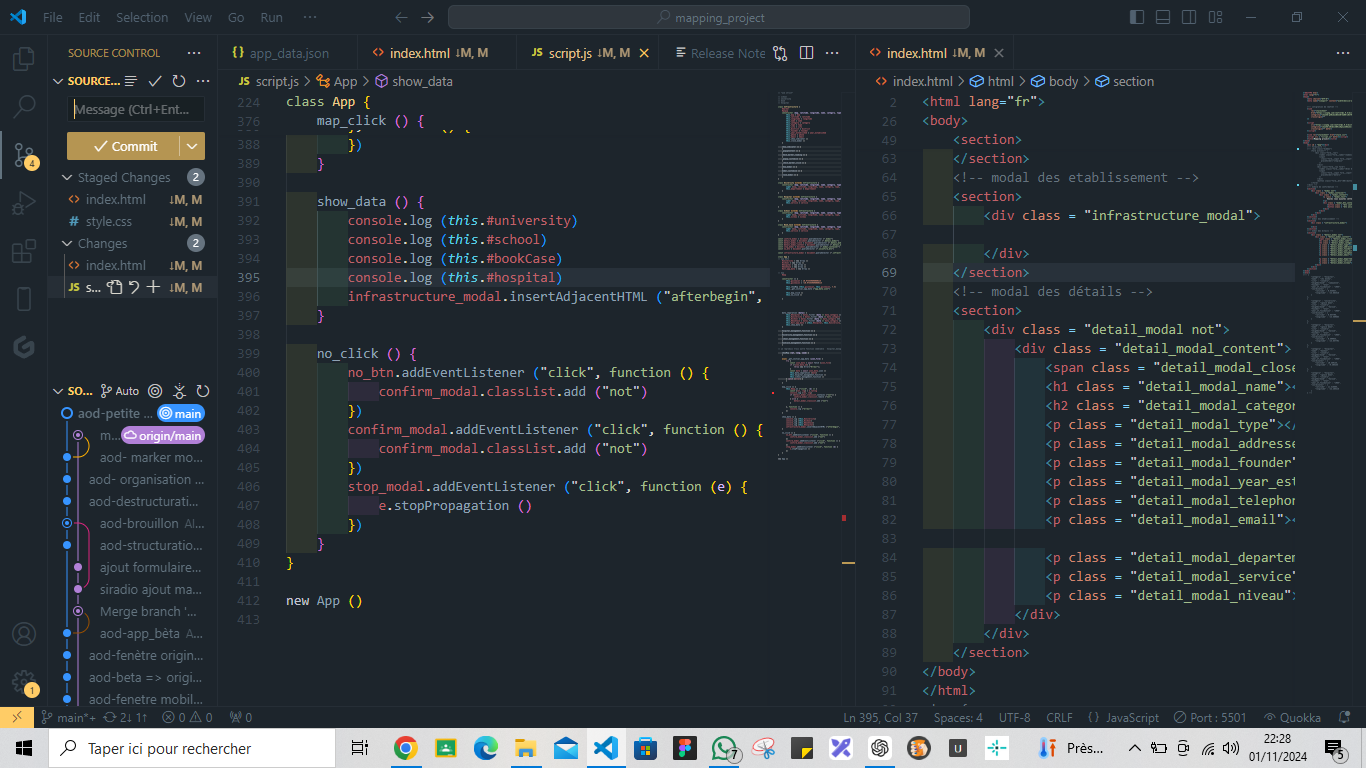 File Edit Selection View Go Run ··· mapping_project
SOURCE CONTROL ···
SOURCE... ···
Message (Ctrl+Ent...
Commit
Staged Changes 2
index.html ↓M, M
style.css ↓M, M
Changes 2
index.html ↓M, M
JS s... ↓M, M
4
1
SO... Auto
aod-petite ... main
m... origin/main
aod- marker mo...
aod- organisation ...
aod-destructurati...
aod-brouillon Al...
aod-structuratio...
ajout formulaire...
siradio ajout ma...
Merge branch '...
aod-app_bèta A...
aod-fenètre origin...
aod-beta => origi...
aod-fenetre mobil...
{} app_data.json <> index.html ↓M, M JS script.js ↓M, M × Release Note ···
JS script.js > App > show_data
224 class App {
376 map_click () {
388 })
389 }
390
391 show_data () {
392 console.log (this.#university)
393 console.log (this.#school)
394 console.log (this.#bookCase)
395 console.log (this.#hospital)
396 infrastructure_modal.insertAdjacentHTML ("afterbegin",
397 }
398
399 no_click () {
400 no_btn.addEventListener ("click", function () {
401 confirm_modal.classList.add ("not")
402 })
403 confirm_modal.addEventListener ("click", function () {
404 confirm_modal.classList.add ("not")
405 })
406 stop_modal.addEventListener ("click", function (e) {
407 e.stopPropagation ()
408 })
409 }
410 }
411
412 new App ()
413
<> index.html ↓M, M × ···
<> index.html > html > body > section
2 <html lang="fr">
26 <body>
49 <section>
63 </section>
64 <!-- modal des etablissement -->
65 <section>
66 <div class = "infrastructure_modal">
67
68 </div>
69 </section>
70 <!-- modal des détails -->
71 <section>
72 <div class = "detail_modal not">
73 <div class = "detail_modal_content">
74 <span class = "detail_modal_close
75 <h1 class = "detail_modal_name"><
76 <h2 class = "detail_modal_categor
77 <p class = "detail_modal_type"></
78 <p class = "detail_modal_addresse
79 <p class = "detail_modal_founder"
80 <p class = "detail_modal_year_est
81 <p class = "detail_modal_telephon
82 <p class = "detail_modal_email"><
83
84 <p class = "detail_modal_departem
85 <p class = "detail_modal_service"
86 <p class = "detail_modal_niveau">
87 </div>
88 </div>
89 </section>
90 </body>
91 </html>
main*+ 2↓ 1↑ 0 0 0 Ln 395, Col 37 Spaces: 4 UTF-8 CRLF {} JavaScript Port : 5501 Quokka
Taper ici pour rechercher 7 U Près... 22:28
01/11/2024 5